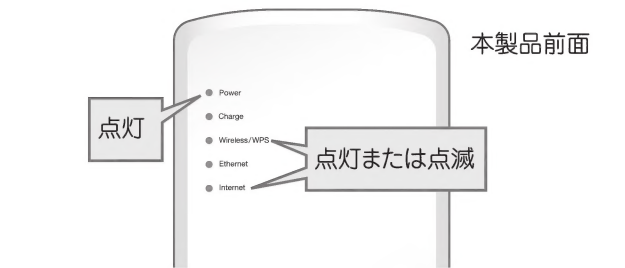 本製品前面
Power
点灯
Charge
Wireless/WPS
点灯または点滅
Ethernet
Internet